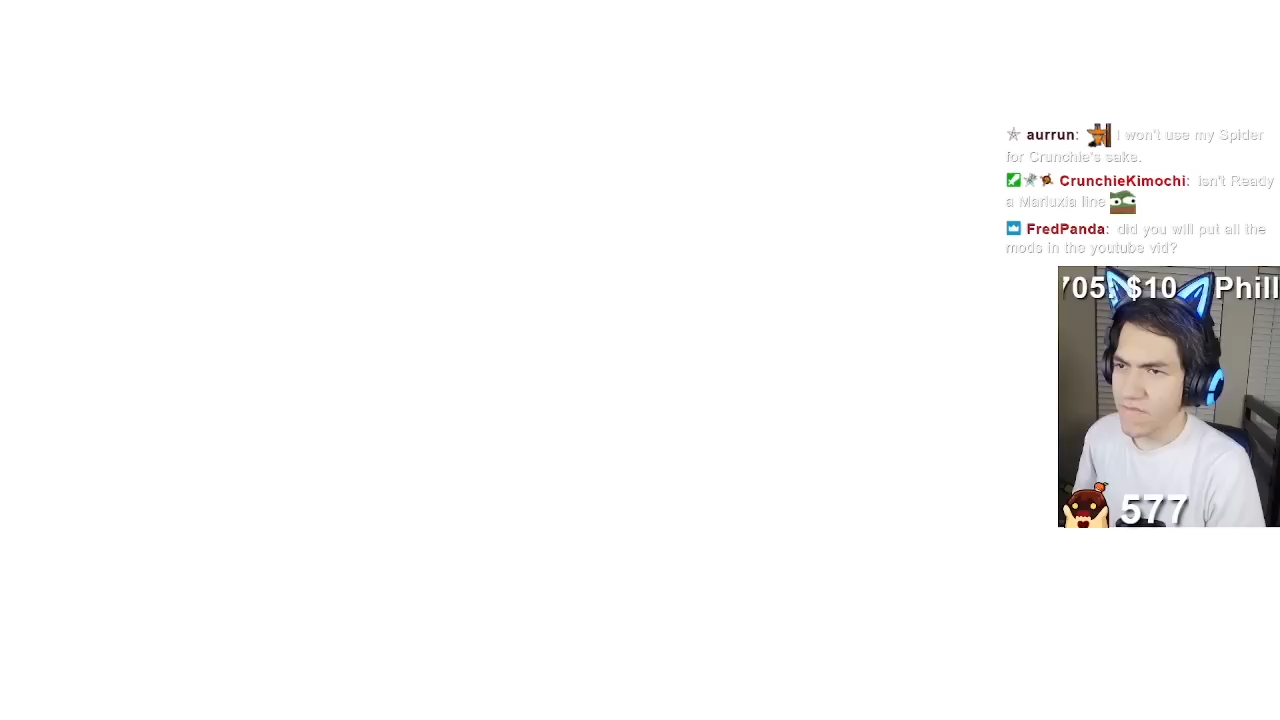 aurrun: I won't use my Spider
for Crunchie's sake.
CrunchieKimochi: isn't Ready
a Marluxia line
FredPanda: did you will put all the
mods in the youtube vid?
705: $10 Phill
577